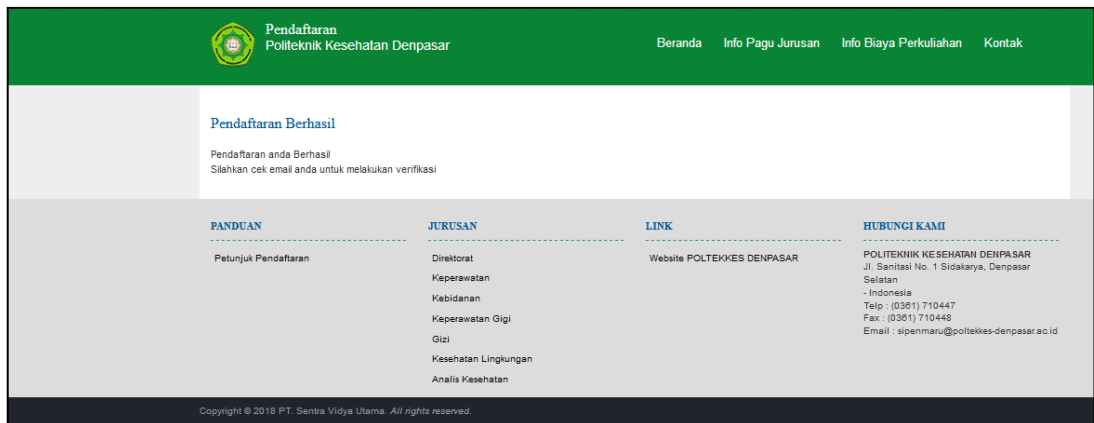 Pendaftaran
Politeknik Kesehatan Denpasar
Beranda Info Pagu Jurusan Info Biaya Perkuliahan Kontak
Pendaftaran Berhasil
Pendaftaran anda Berhasil
Silahkan cek email anda untuk melakukan verifikasi
PANDUAN
Petunjuk Pendaftaran
JURUSAN
Direktorat
Keperawatan
Kebidanan
Keperawatan Gigi
Gizi
Kesehatan Lingkungan
Analis Kesehatan
LINK
Website POLTEKKES DENPASAR
HUBUNGI KAMI
POLITEKNIK KESEHATAN DENPASAR
Jl. Sanitasi No. 1 Sidakarya, Denpasar
Selatan
- Indonesia
Telp : (0361) 710447
Fax : (0361) 710448
Email : sipenmaru@poltekkes-denpasar.ac.id
Copyright © 2018 PT. Sentra Vidya Utama. All rights reserved.